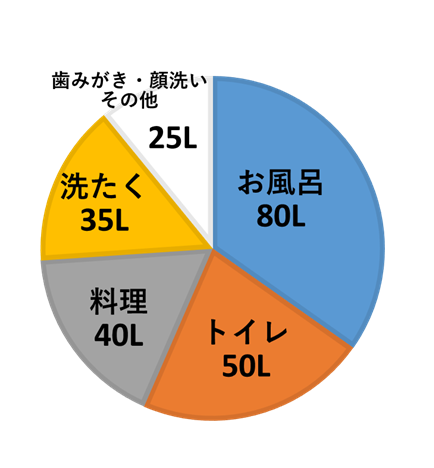 歯みがき・顔洗い
その他
25L
お風呂
80L
洗たく
35L
料理
40L
トイレ
50L